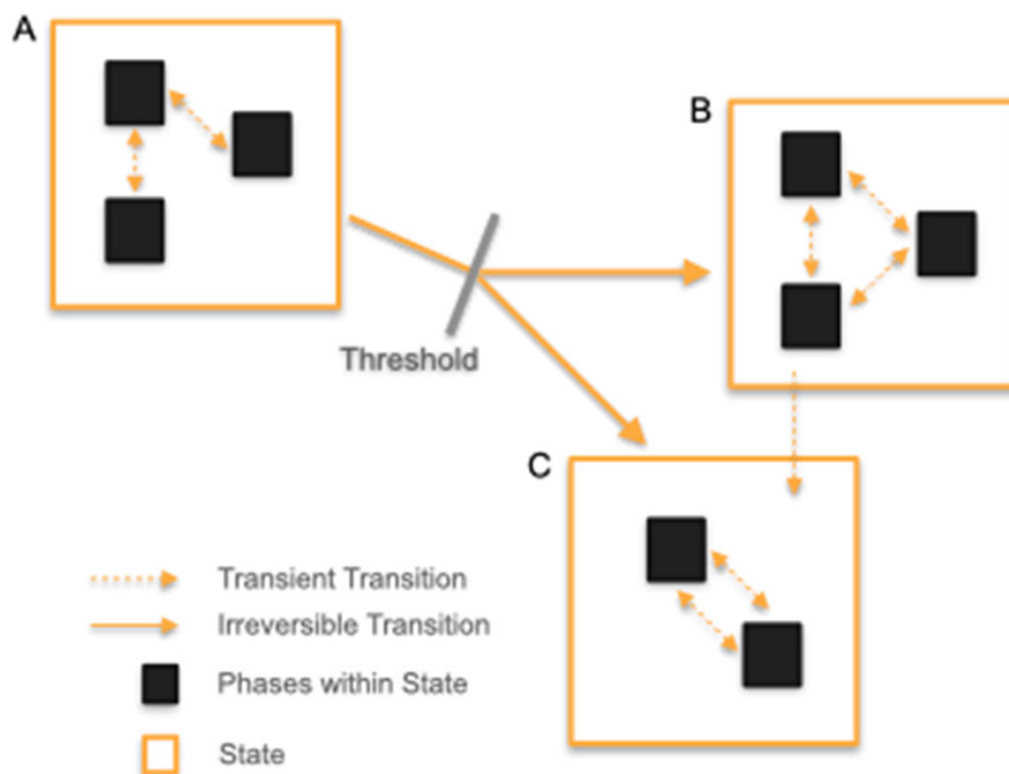 A
B
Threshold
C
Transient Transition
Irreversible Transition
Phases within State
State